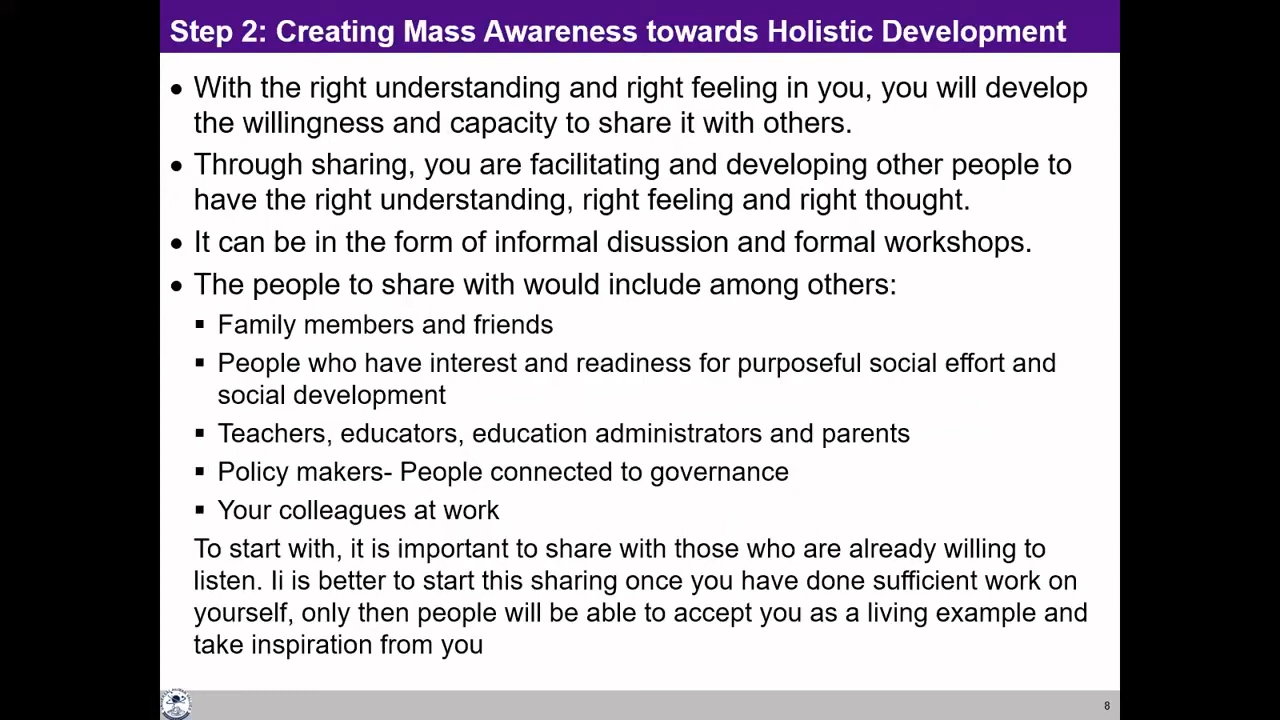 Step 2: Creating Mass Awareness towards Holistic Development
• With the right understanding and right feeling in you, you will develop
the willingness and capacity to share it with others.
• Through sharing, you are facilitating and developing other people to
have the right understanding, right feeling and right thought.
• It can be in the form of informal disussion and formal workshops.
• The people to share with would include among others:
▪ Family members and friends
▪ People who have interest and readiness for purposeful social effort and
social development
▪ Teachers, educators, education administrators and parents
▪ Policy makers- People connected to governance
▪ Your colleagues at work
To start with, it is important to share with those who are already willing to
listen. Ii is better to start this sharing once you have done sufficient work on
yourself, only then people will be able to accept you as a living example and
take inspiration from you
8